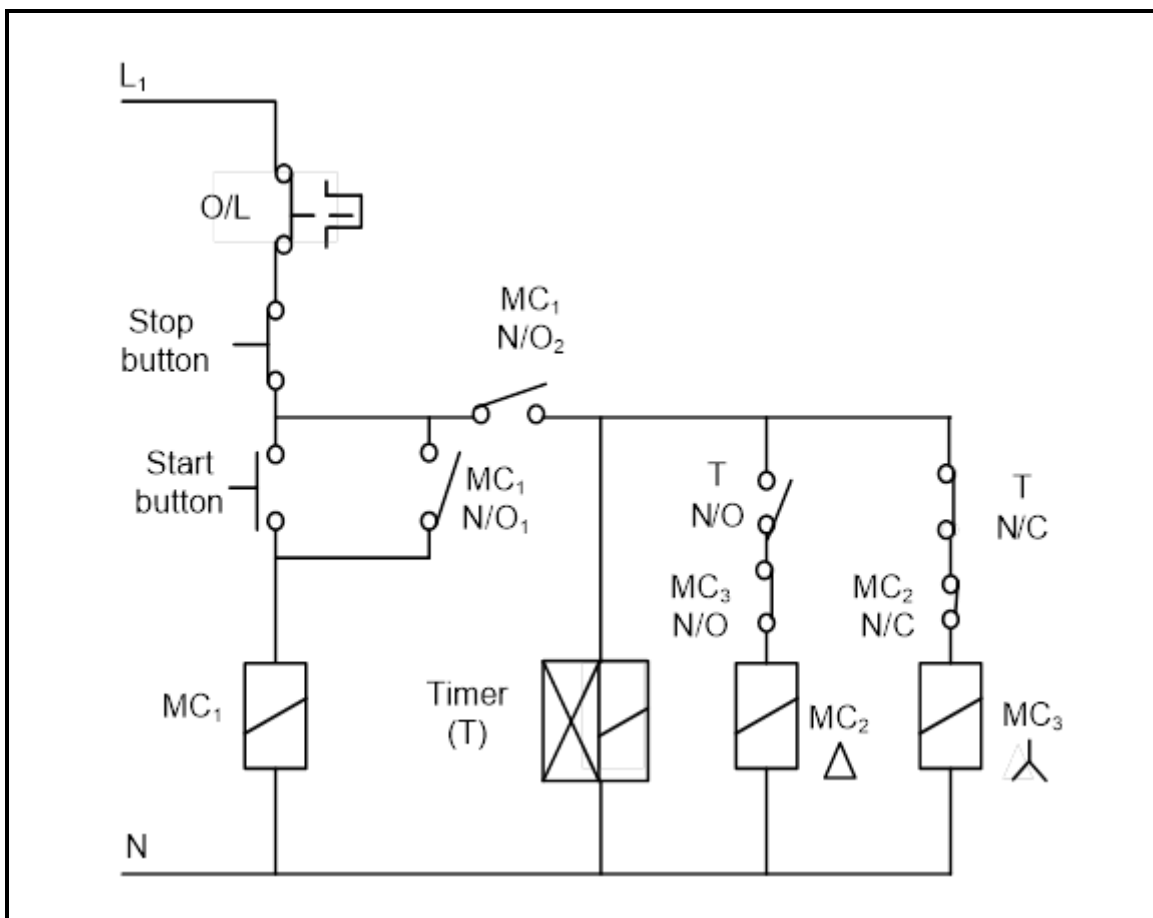 L₁
O/L
Stop
button
MC₁
N/O₂
Start
button
MC₁
N/O₁
T
N/O
T
N/C
MC₃
N/O
MC₂
N/C
MC₁
Timer
(T)
MC₂
MC₃
N